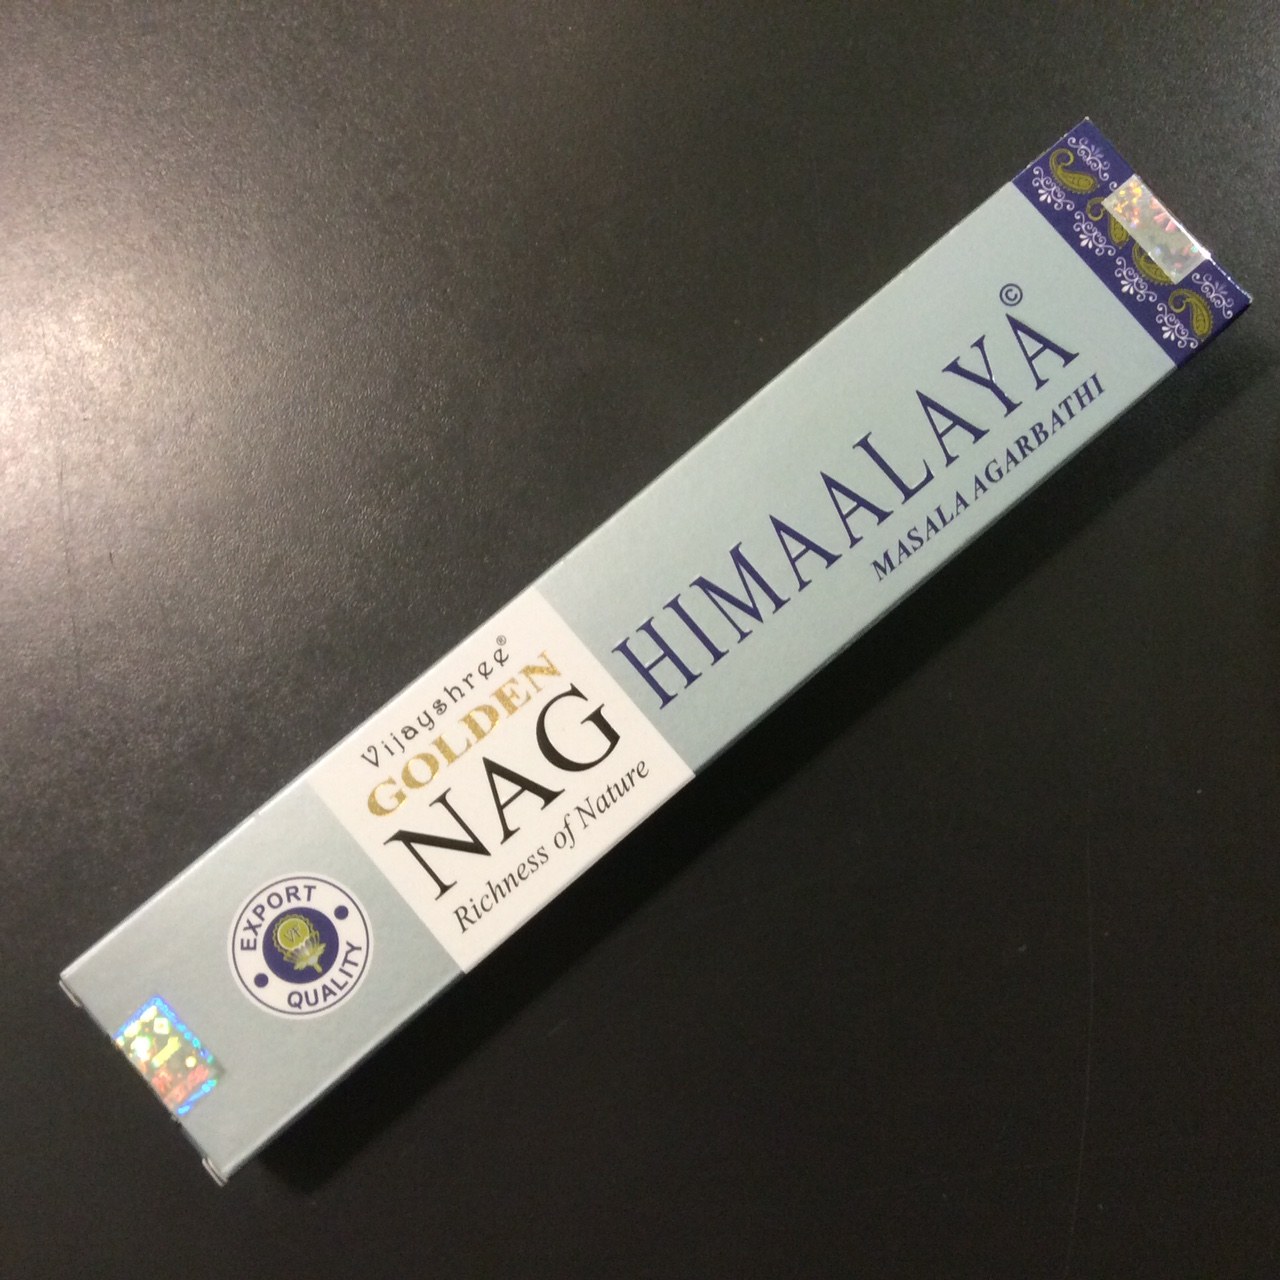 EXPORT
QUALITY
Vijayshree®
GOLDEN
NAG
Richness of Nature
HIMAALAYA©
MASALA AGARBATHI